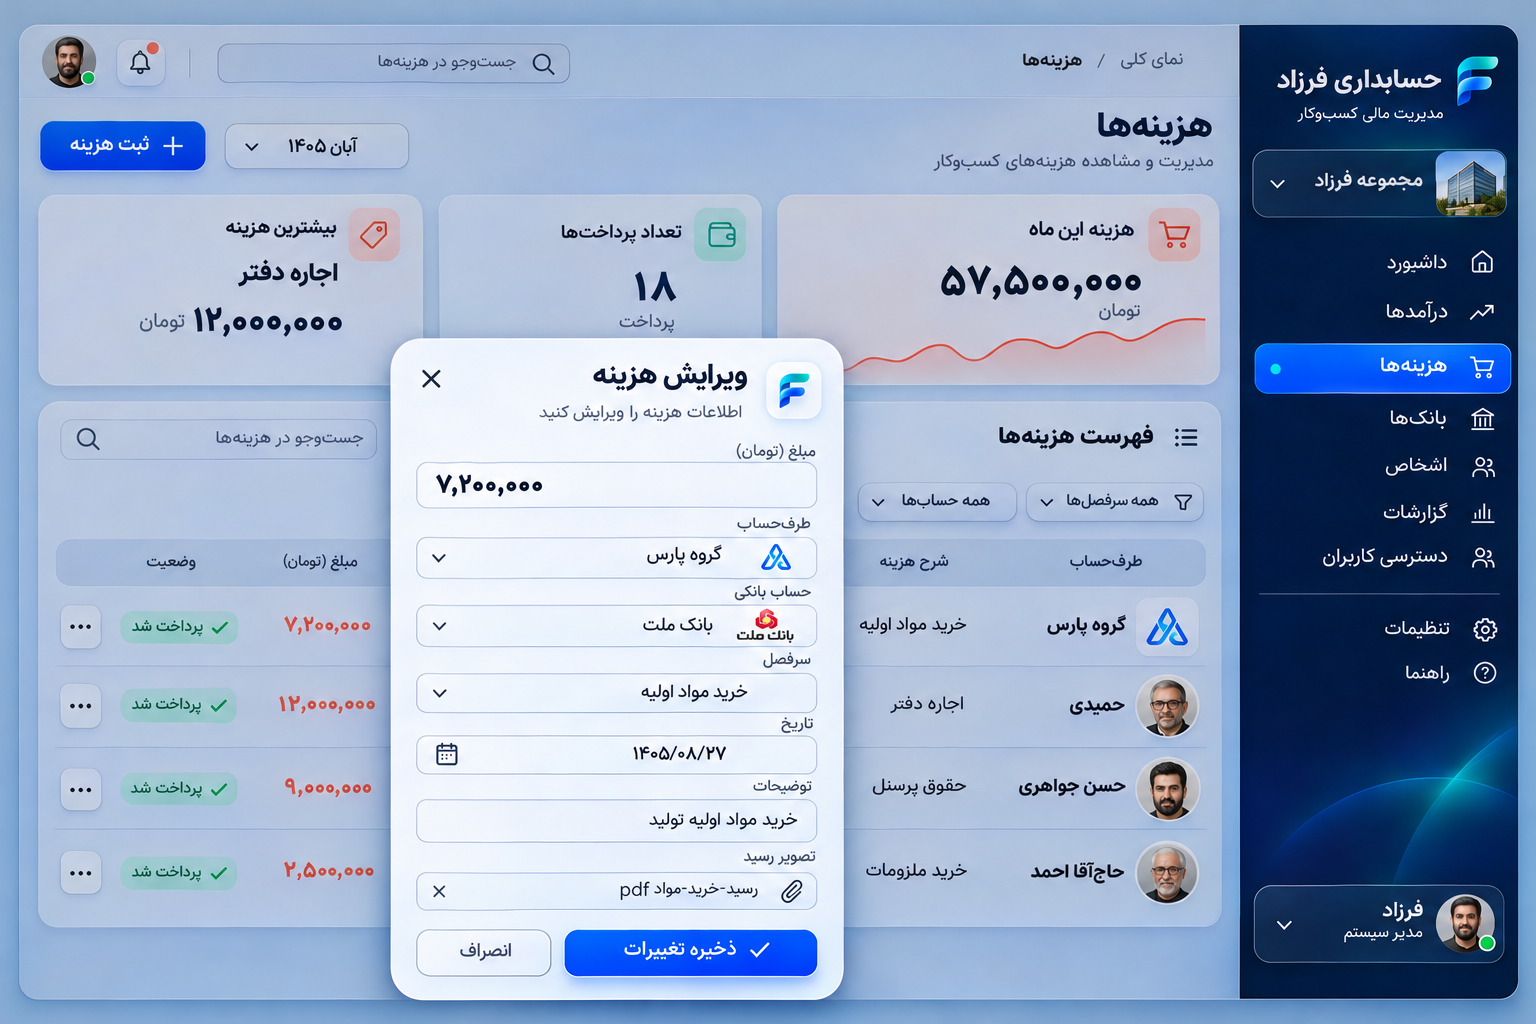 حسابداری فرزاد
مدیریت مالی کسب‌وکار
مجموعه فرزاد
داشبورد
درآمدها
هزینه‌ها
بانک‌ها
اشخاص
گزارشات
دسترسی کاربران
تنظیمات
راهنما
فرزاد
مدیر سیستم
نمای کلی / هزینه‌ها
جست‌وجو در هزینه‌ها
هزینه‌ها
مدیریت و مشاهده هزینه‌های کسب‌وکار
آبان ۱۴۰۵
ثبت هزینه
هزینه این ماه
۵۷,۵۰۰,۰۰۰
تومان
تعداد پرداخت‌ها
۱۸
پرداخت
بیشترین هزینه
اجاره دفتر
۱۲,۰۰۰,۰۰۰ تومان
فهرست هزینه‌ها
جست‌وجو در هزینه‌ها
همه سرفصل‌ها
همه حساب‌ها
طرف‌حساب
شرح هزینه
مبلغ (تومان)
وضعیت
گروه پارس
خرید مواد اولیه
۷,۲۰۰,۰۰۰
پرداخت شد
حمیدی
اجاره دفتر
۱۲,۰۰۰,۰۰۰
پرداخت شد
حسن جواهری
حقوق پرسنل
۹,۰۰۰,۰۰۰
پرداخت شد
حاج‌آقا احمد
خرید ملزومات
۲,۵۰۰,۰۰۰
پرداخت شد
ویرایش هزینه
اطلاعات هزینه را ویرایش کنید
مبلغ (تومان)
۷,۲۰۰,۰۰۰
طرف‌حساب
گروه پارس
حساب بانکی
بانک ملت
بانک ملت
سرفصل
خرید مواد اولیه
تاریخ
۱۴۰۵/۰۸/۲۷
توضیحات
خرید مواد اولیه تولید
تصویر رسید
رسید-خرید-مواد pdf
ذخیره تغییرات
انصراف